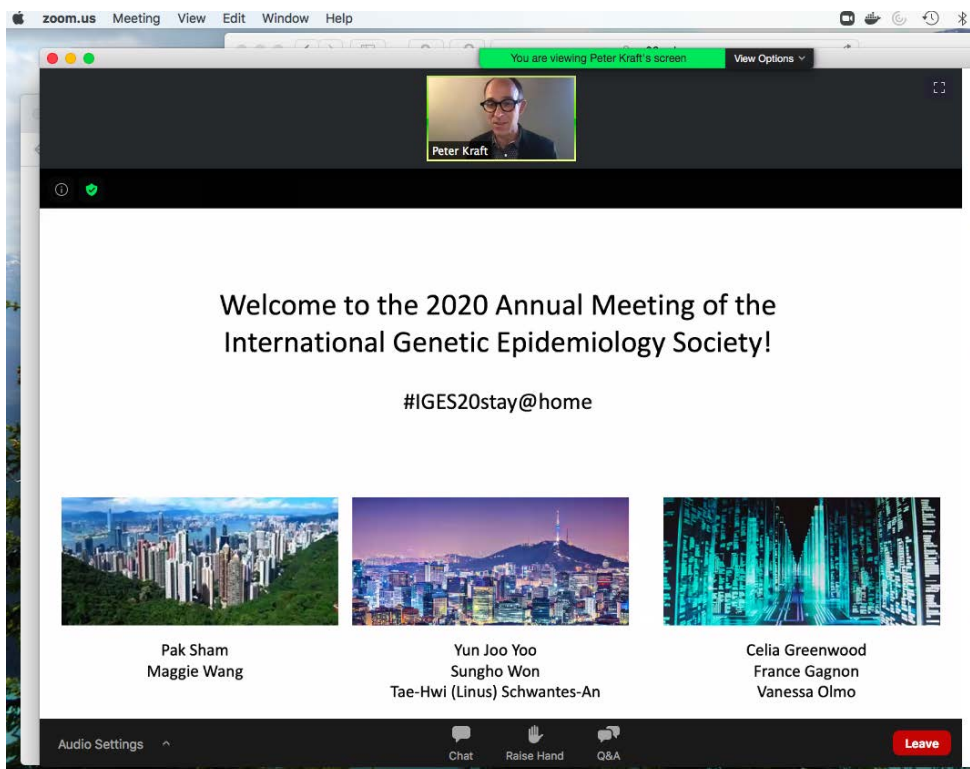 zoom.us Meeting View Edit Window Help
You are viewing Peter Kraft's screen View Options
Peter Kraft
Welcome to the 2020 Annual Meeting of the
International Genetic Epidemiology Society!
#IGES20stay@home
Pak Sham
Maggie Wang
Yun Joo Yoo
Sungho Won
Tae-Hwi (Linus) Schwantes-An
Celia Greenwood
France Gagnon
Vanessa Olmo
Audio Settings
Chat
Raise Hand
Q&A
Leave